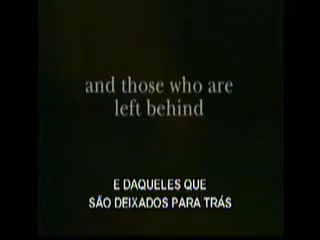 and those who are
left behind
E DAQUELES QUE
SÃO DEIXADOS PARA TRÁS